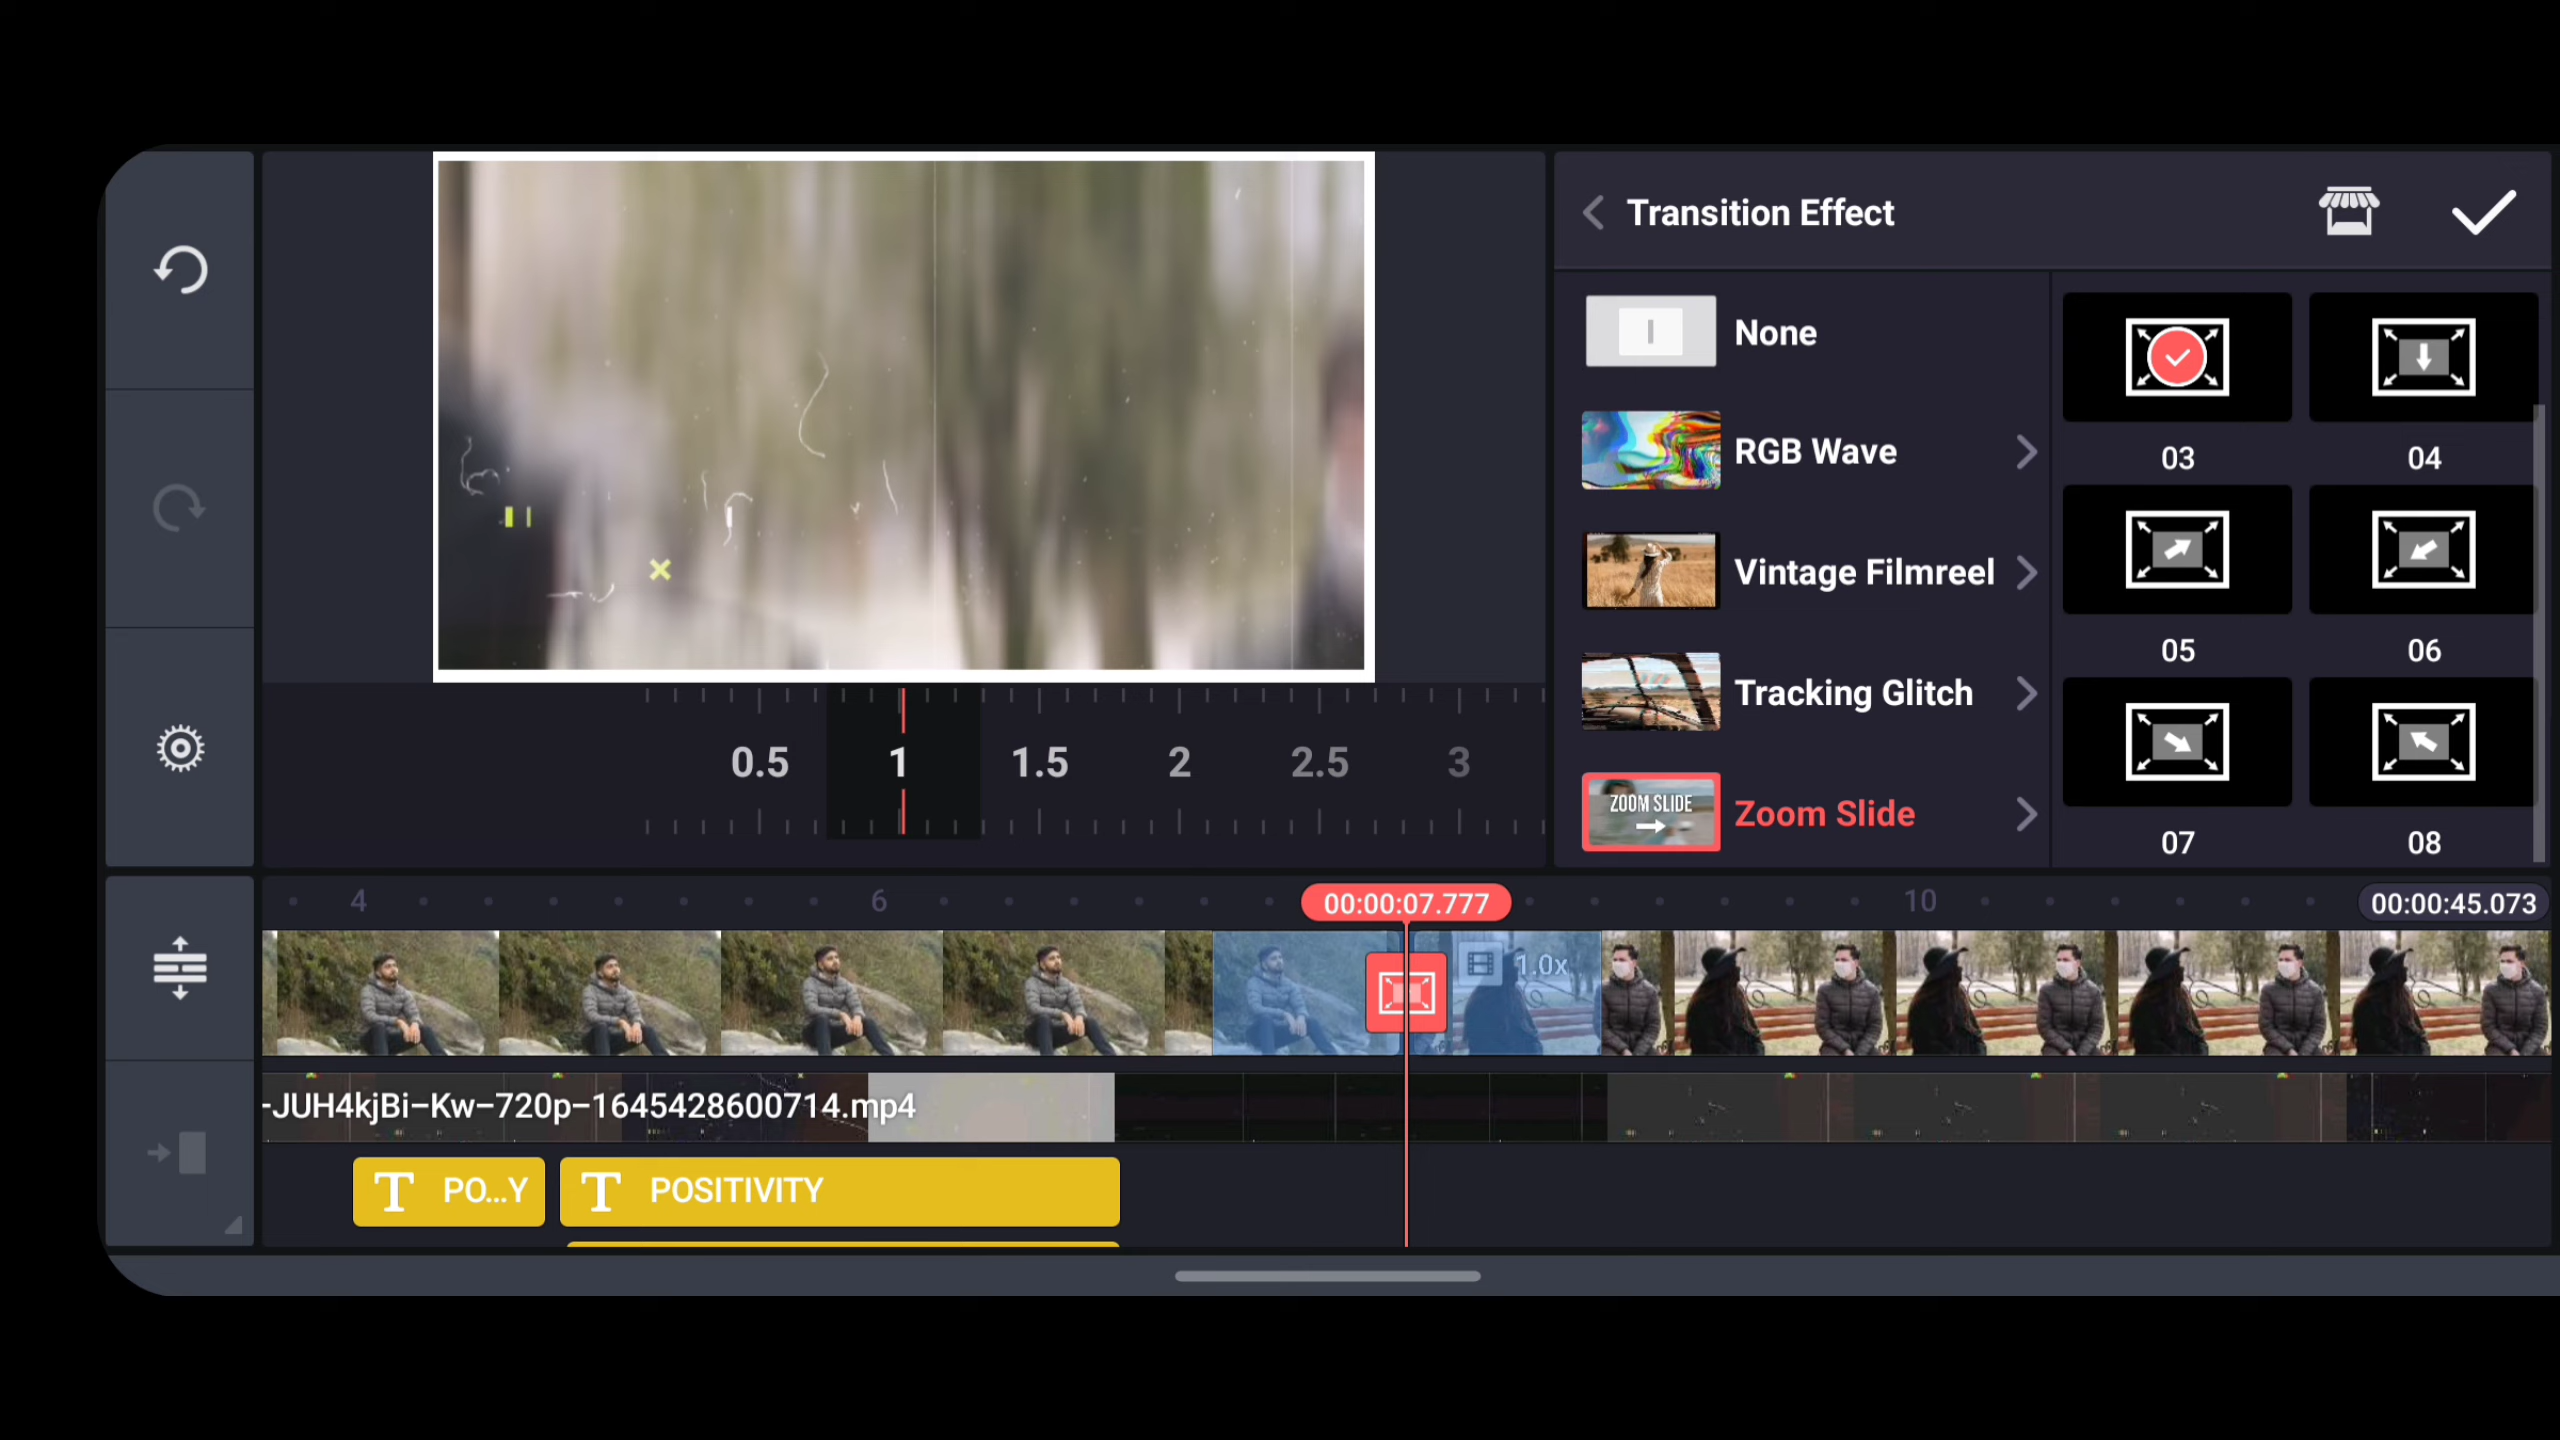 Transition Effect
None
RGB Wave
Vintage Filmreel
Tracking Glitch
ZOOM SLIDE
Zoom Slide
03
04
05
06
07
08
0.5
1
1.5
2
2.5
3
4
6
00:00:07.777
10
00:00:45.073
1.0x
-JUH4kjBi-Kw-720p-1645428600714.mp4
T PO...Y
T POSITIVITY